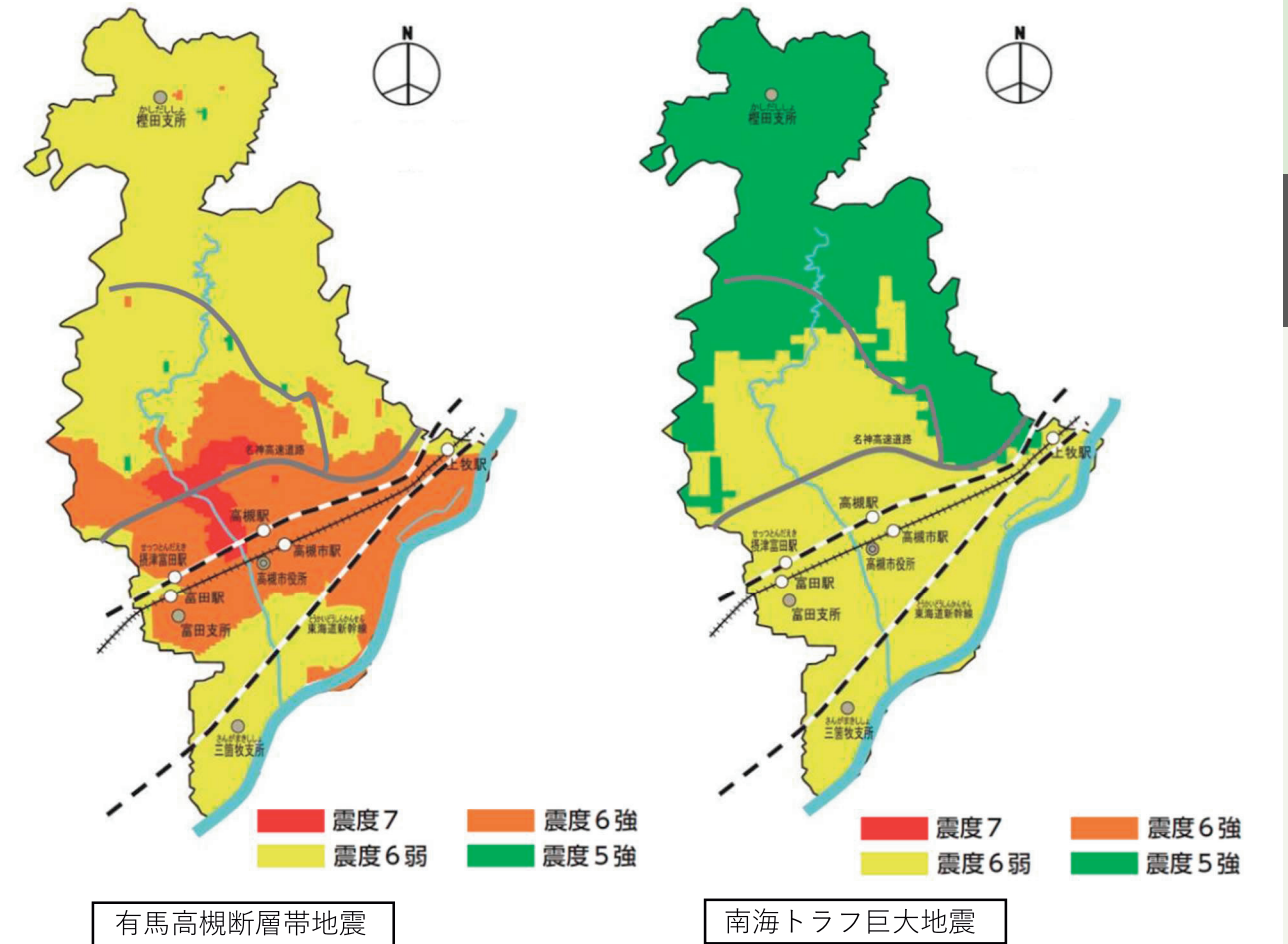 N
かしだししょ
樫田支所
名神高速道路
上牧駅
高槻駅
高槻市駅
高槻市役所
せっつとんだえき
摂津富田駅
富田駅
富田支所
とうかいどうしんかんせん
東海道新幹線
さんがまきししょ
三箇牧支所
震度7
震度6強
震度6弱
震度5強
有馬高槻断層帯地震
N
かしだししょ
樫田支所
名神高速道路
上牧駅
高槻駅
高槻市駅
高槻市役所
せっつとんだえき
摂津富田駅
富田駅
富田支所
とうかいどうしんかんせん
東海道新幹線
さんがまきししょ
三箇牧支所
震度7
震度6強
震度6弱
震度5強
南海トラフ巨大地震